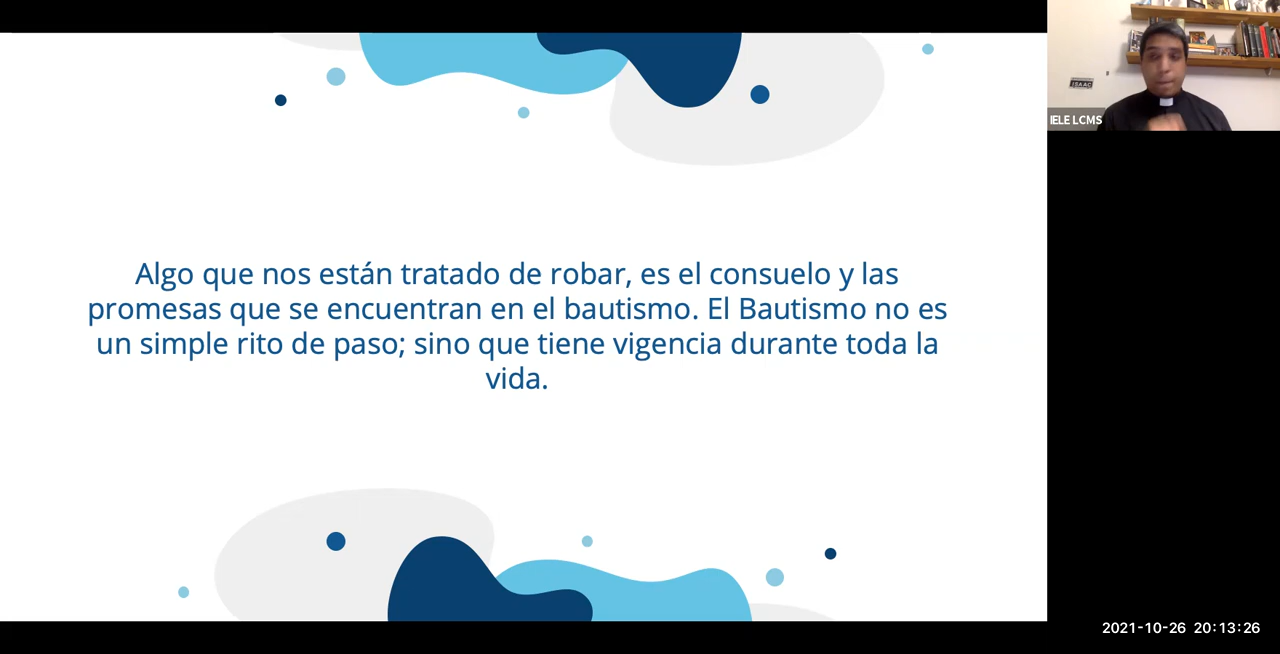 Algo que nos están tratado de robar, es el consuelo y las
promesas que se encuentran en el bautismo. El Bautismo no es
un simple rito de paso; sino que tiene vigencia durante toda la
vida.
ISAAC
IELE LCMS
2021-10-26 20:13:26